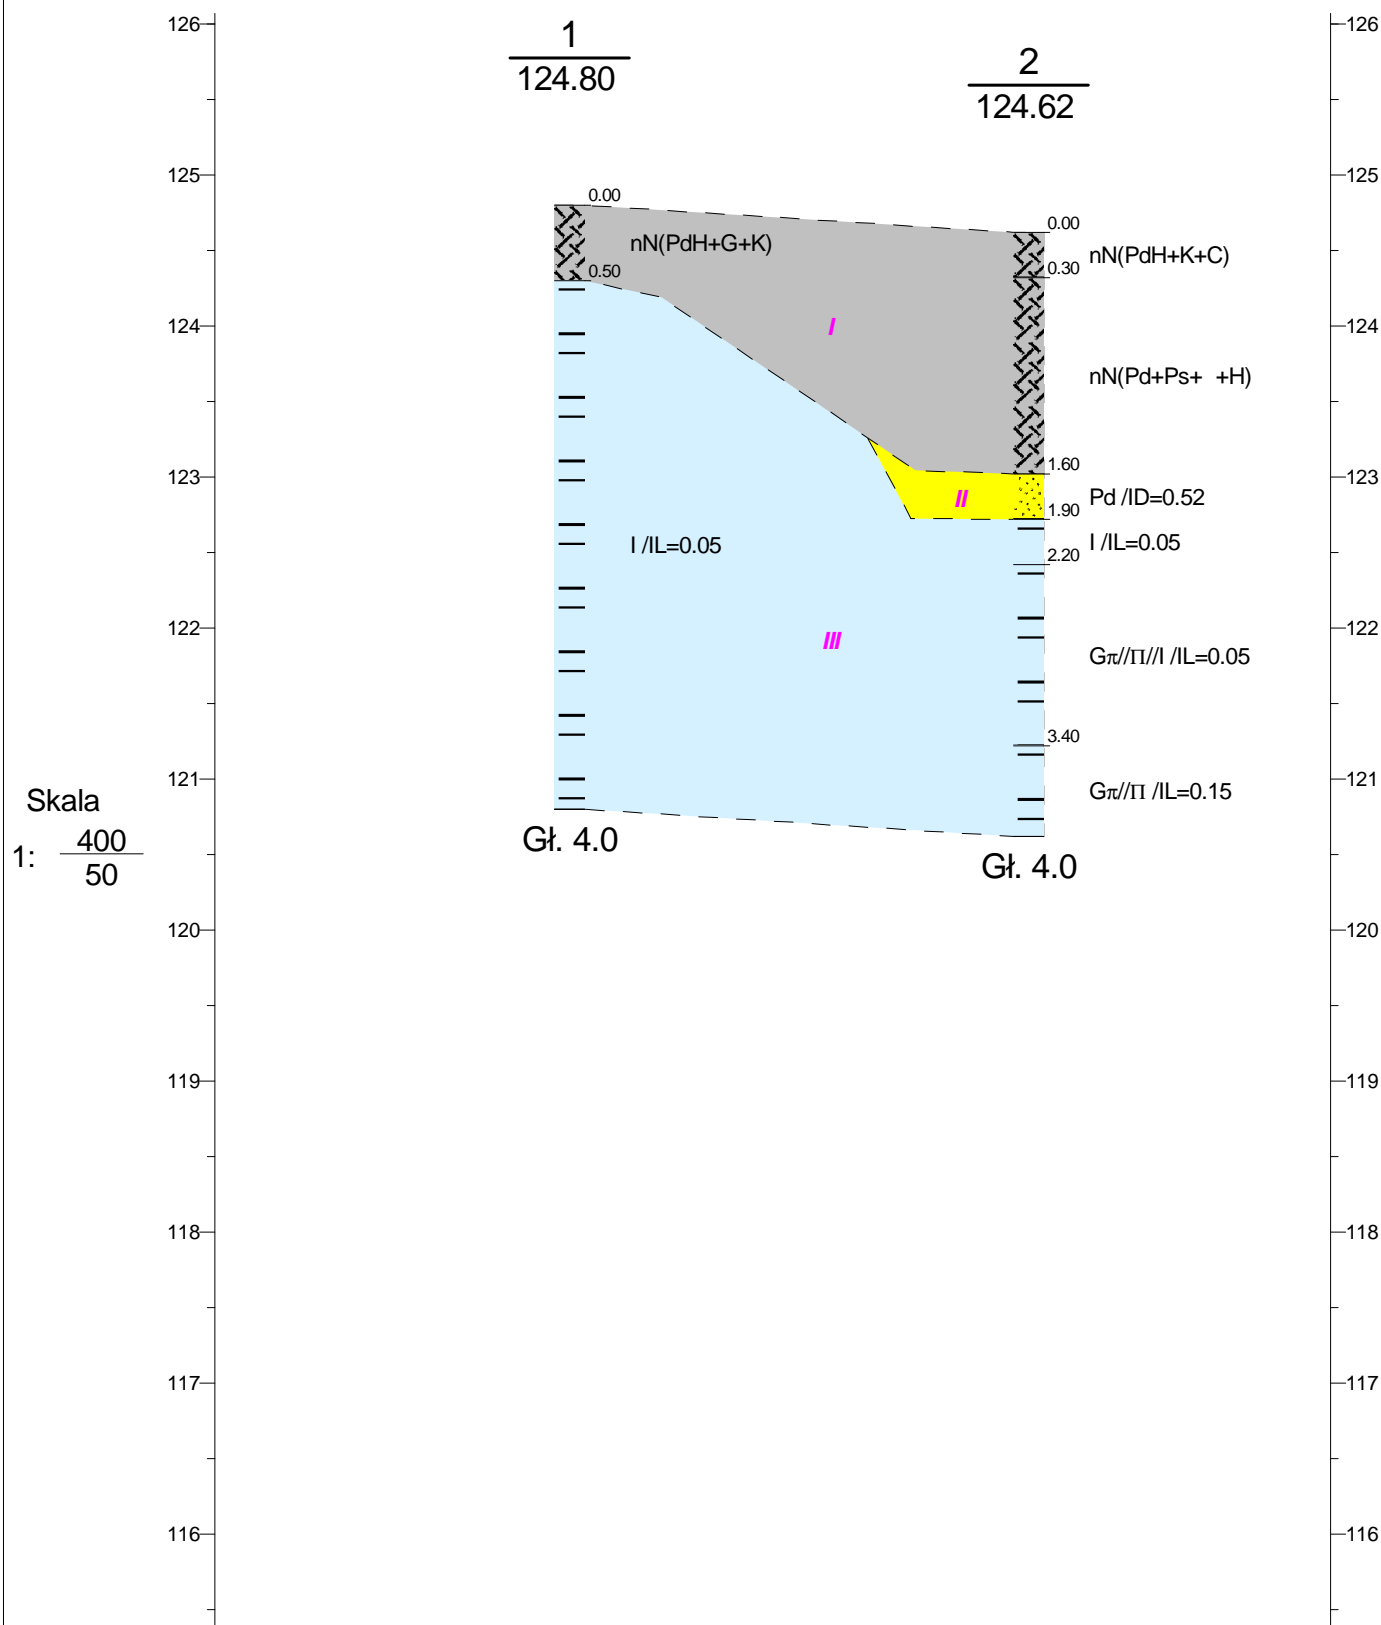 126
126
1
124.80
2
124.62
125
125
0.00
0.00
nN(PdH+G+K)
nN(PdH+K+C)
0.30
0.50
124
124
I
nN(Pd+Ps+ +H)
1.60
123
123
II
Pd /ID=0.52
1.90
I /IL=0.05
I /IL=0.05
2.20
122
122
III
Gπ//Π//I /IL=0.05
3.40
121
121
Gπ//Π /IL=0.15
Skala
1: 400
50
Gł. 4.0
Gł. 4.0
120
120
119
119
118
118
117
117
116
116